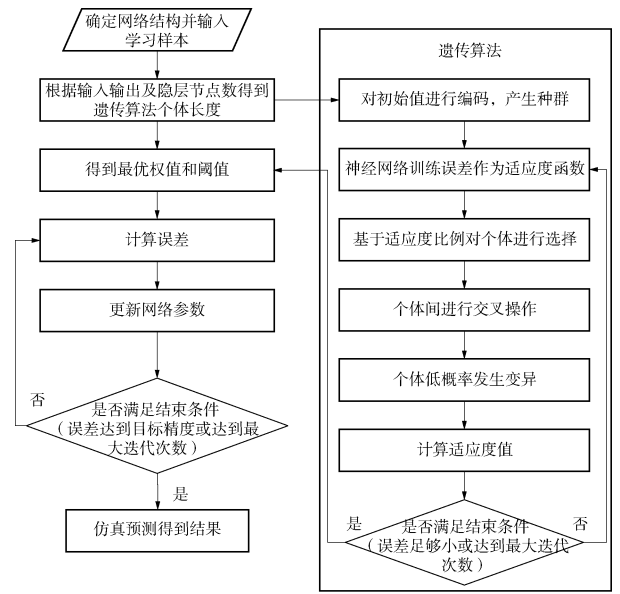 确定网络结构并输入
学习样本
根据输入输出及隐层节点数得到
遗传算法个体长度
得到最优权值和阈值
计算误差
更新网络参数
否
是否满足结束条件
（误差达到目标精度或达到最
大迭代次数）
是
仿真预测得到结果
遗传算法
对初始值进行编码，产生种群
神经网络训练误差作为适应度函数
基于适应度比例对个体进行选择
个体间进行交叉操作
个体低概率发生变异
计算适应度值
是
否
是否满足结束条件
（误差足够小或达到最大迭代
次数）